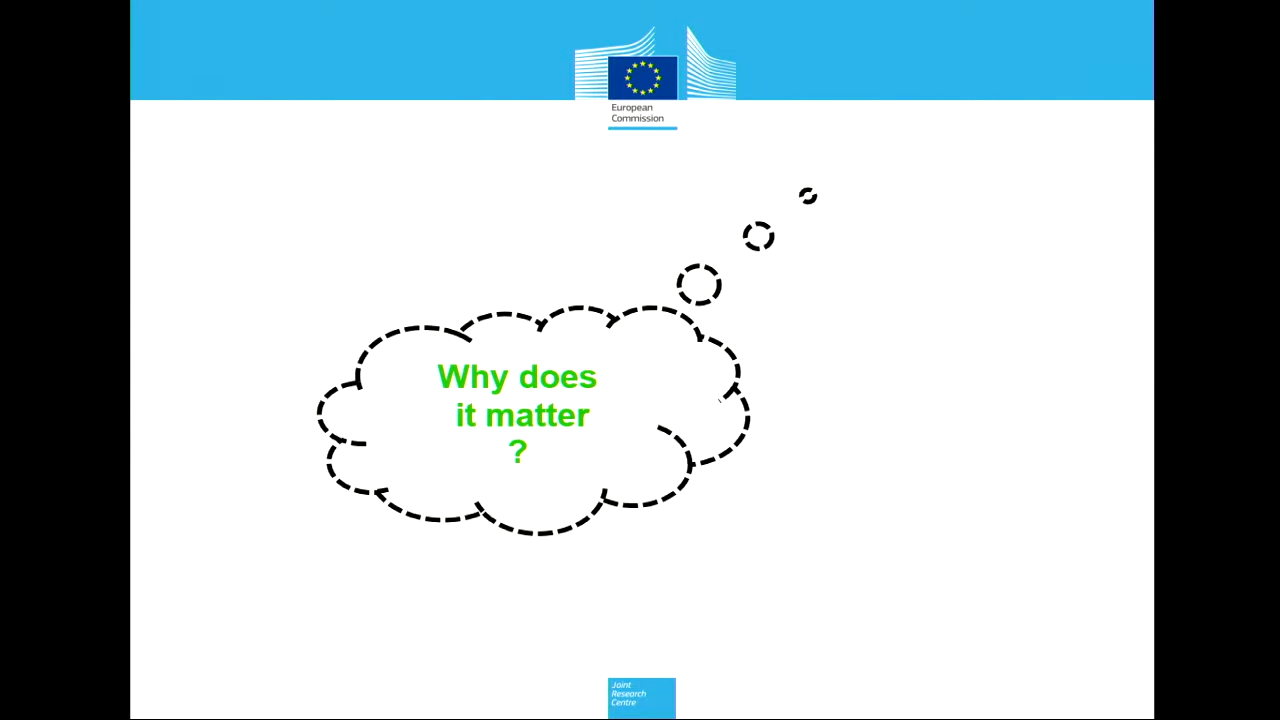 European
Commission
Why does
it matter
?
Joint
Research
Centre